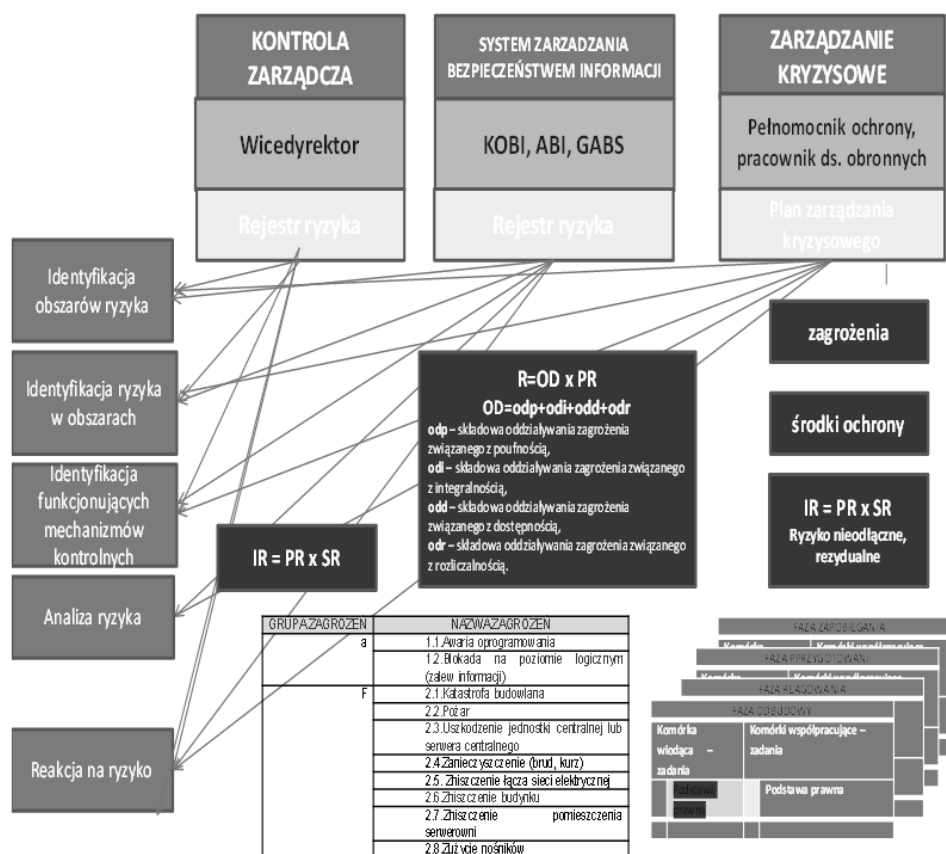 KONTROLA
ZARZĄDCZA
Wicedyrektor
Rejestr ryzyka
SYSTEM ZARZADZANIA
BEZPIECZEŃSTWEM INFORMACJI
KOBI, ABI, GABS
Rejestr ryzyka
ZARZĄDZANIE
KRYZYSOWE
Pełnomocnik ochrony,
pracownik ds. obronnych
Plan zarządzania
kryzysowego
Identyfikacja
obszarów ryzyka
Identyfikacja ryzyka
w obszarach
Identyfikacja
funkcjonujących
mechanizmów
kontrolnych
Analiza ryzyka
Reakcja na ryzyko
IR = PR x SR
R=OD x PR
OD=odp+odi+odd+odr
odp – składowa oddziaływania zagrożenia
związanego z poufnością,
odi – składowa oddziaływania zagrożenia związanego
z integralnością,
odd – składowa oddziaływania zagrożenia
związanego z dostępnością,
odr – składowa oddziaływania zagrożenia związanego
z rozliczalnością.
zagrożenia
środki ochrony
IR = PR x SR
Ryzyko nieodłączne,
rezydualne
GRUPA ZAGROŻEŃ NAZWA ZAGROŻEŃ
a 1.1.Awaria oprogramowania
1.2.Blokada na poziomie logicznym
(zalew informacji)
F 2.1.Katastrofa budowlana
2.2.Pożar
2.3.Uszkodzenie jednostki centralnej lub
serwera centralnego
2.4.Zanieczyszczenie (brud, kurz)
2.5. Zniszczenie łącza sieci elektrycznej
2.6.Zniszczenie budynku
2.7.Zniszczenie pomieszczenia
serwerowni
2.8.Zużycie nośników
FAZA ZAPOBIEGANIA
Komórka Komórki współpracujące
FAZA PPRZYGOTOWANI
Komórka Komórki współpracujące
FAZA REAGOWANIA
FAZA ODBUDOWY
Komórka
wiodąca –
zadania
Komórki współpracujące –
zadania
Podstawa
prawna
Podstawa prawna